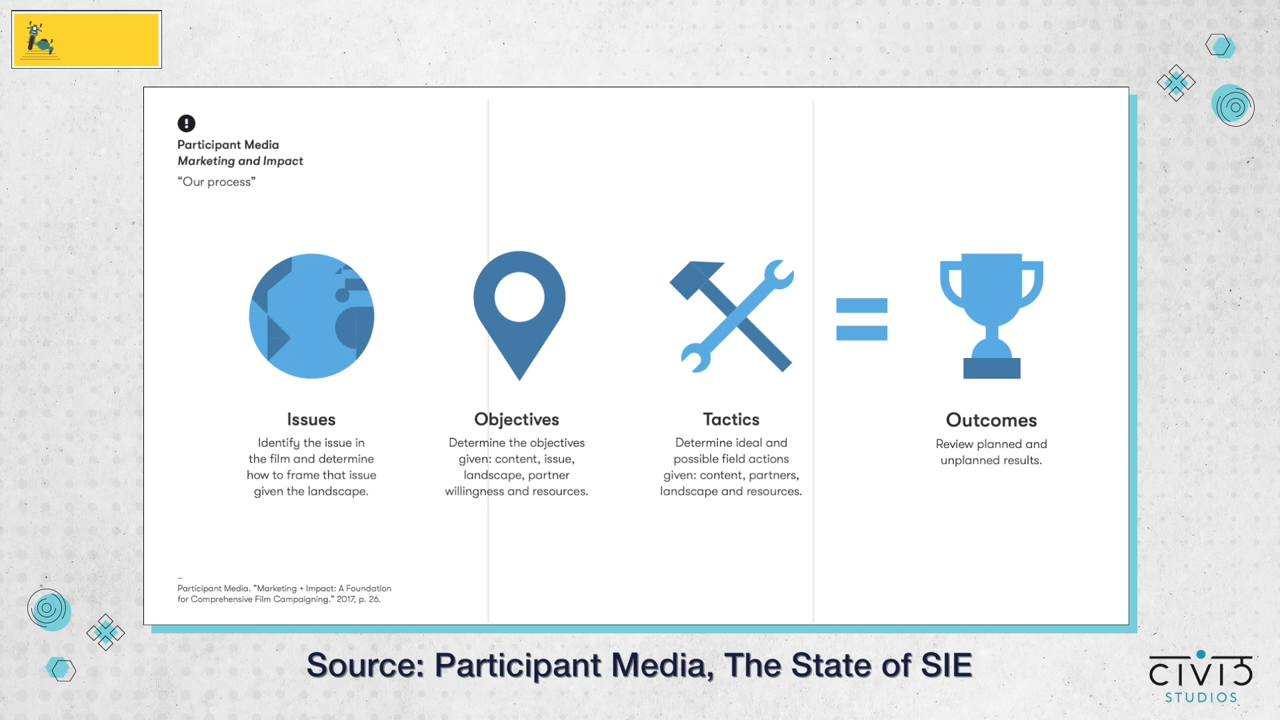 Participant Media
Marketing and Impact
“Our process”
Issues
Identify the issue in
the film and determine
how to frame that issue
given the landscape.
Objectives
Determine the objectives
given: content, issue,
landscape, partner
willingness and resources.
Tactics
Determine ideal and
possible field actions
given: content, partners,
landscape and resources.
Outcomes
Review planned and
unplanned results.
Participant Media. “Marketing + Impact: A Foundation
for Comprehensive Film Campaigning.” 2017, p. 26.
Source: Participant Media, The State of SIE
CIVIC
STUDIOS